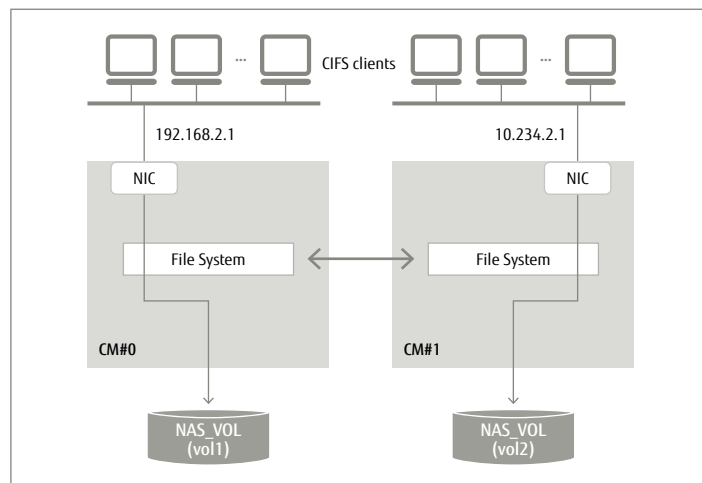 ... CIFS clients ...
192.168.2.1 10.234.2.1
NIC NIC
File System File System
CM#0 CM#1
NAS_VOL NAS_VOL
(vol1) (vol2)